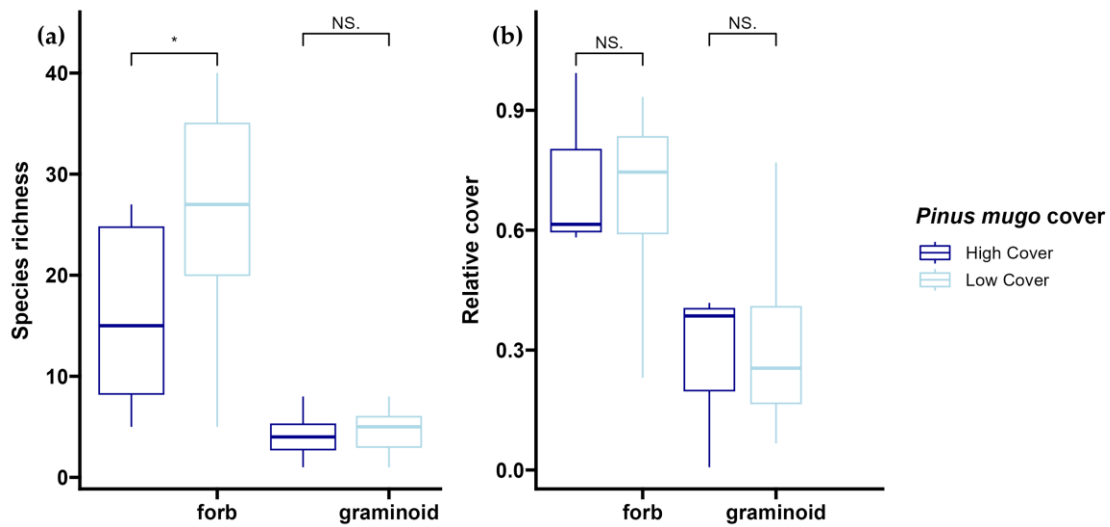 (a)
*
NS.
Species richness
40
30
20
10
0
forb
graminoid
(b)
NS.
NS.
Relative cover
0.9
0.6
0.3
0.0
forb
graminoid
Pinus mugo cover
High Cover
Low Cover